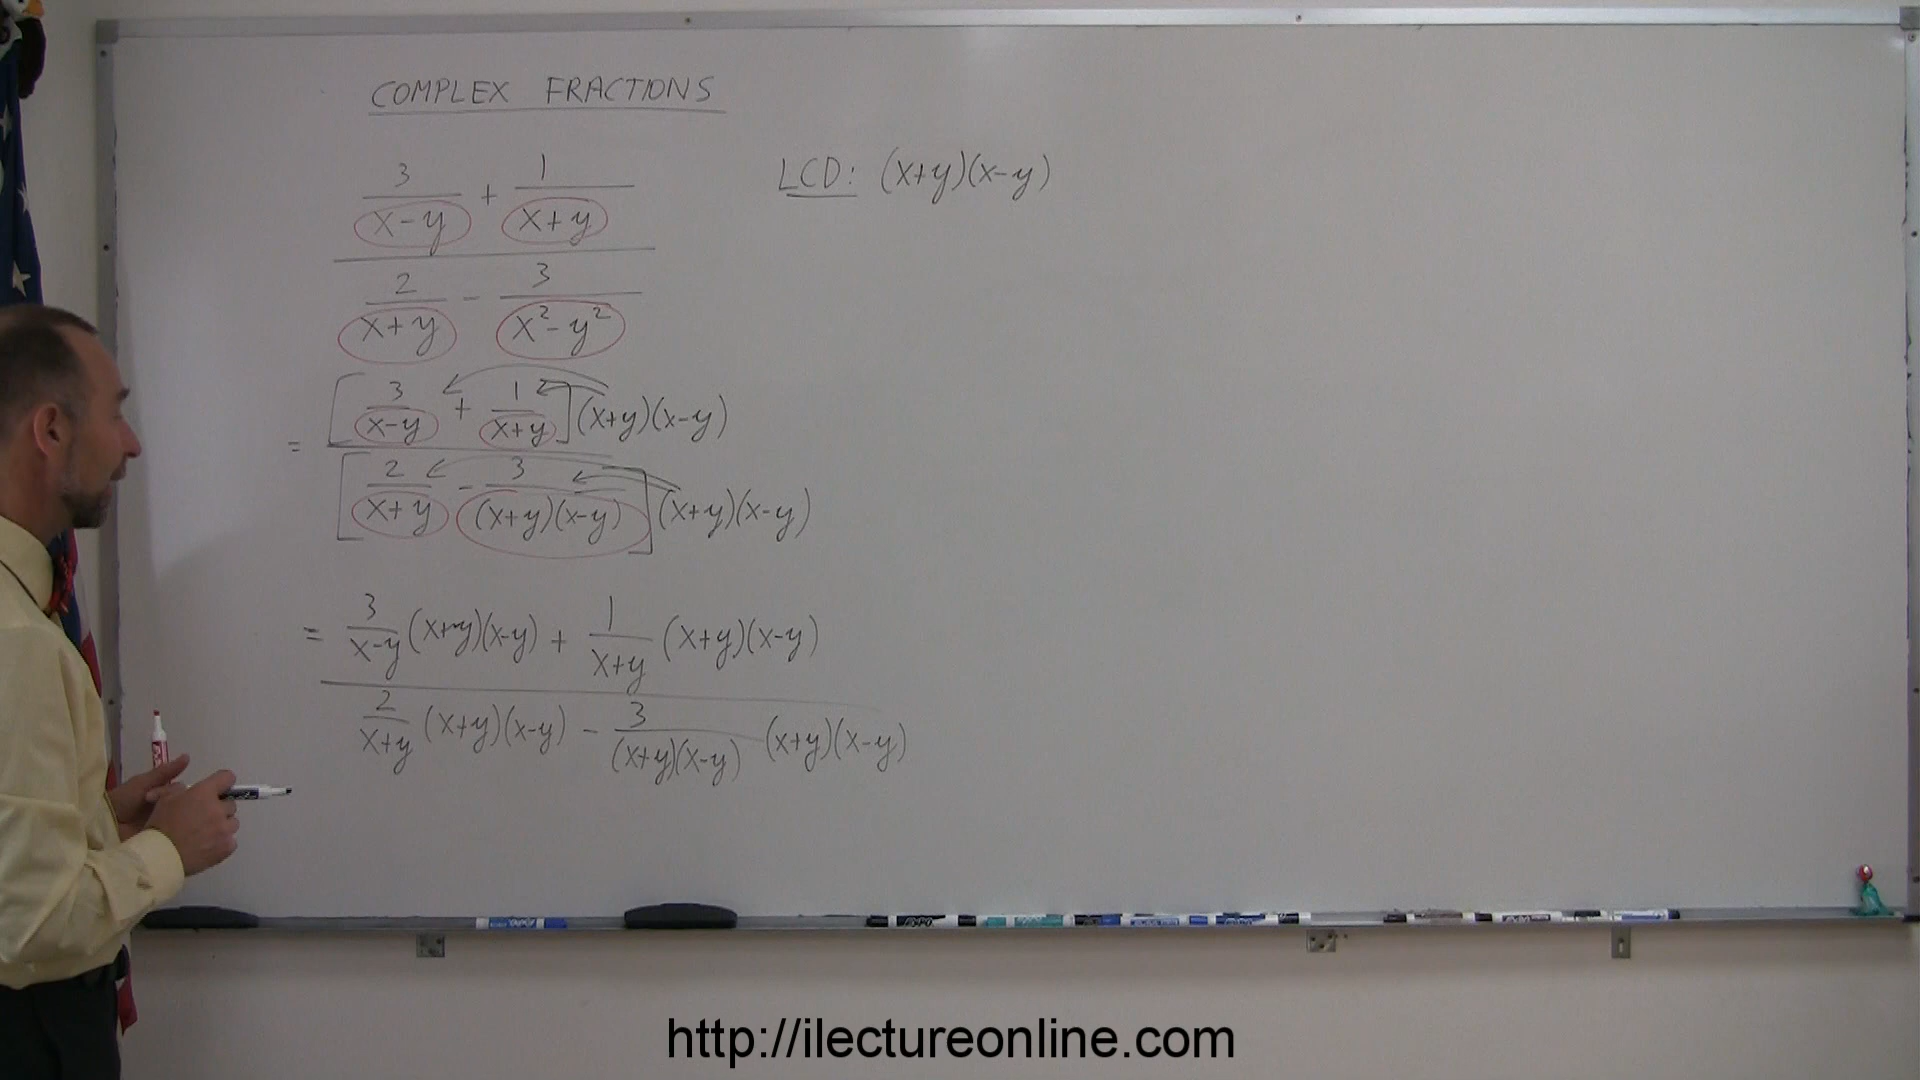 COMPLEX FRACTIONS
3/(x-y) + 1/(x+y)
LCD: (x+y)(x-y)
2/(x+y) - 3/(x²-y²)
= [3/(x-y) + 1/(x+y)](x+y)(x-y)
[2/(x+y) - 3/((x+y)(x-y))](x+y)(x-y)
= 3/(x-y) (x+y)(x-y) + 1/(x+y) (x+y)(x-y)
2/(x+y) (x+y)(x-y) - 3/((x+y)(x-y)) (x+y)(x-y)
http://ilectureonline.com